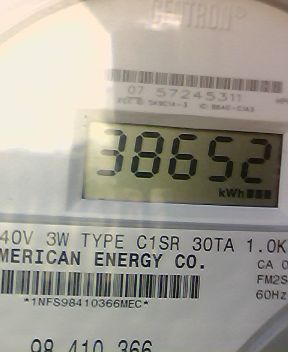 CENTRON®
07 57245311
38652
kWh
40V 3W TYPE C1SR 30TA 1.0K
MERICAN ENERGY CO.
CA 0
FM2S
60Hz
*1NFS98410366MEC*
98 410 366